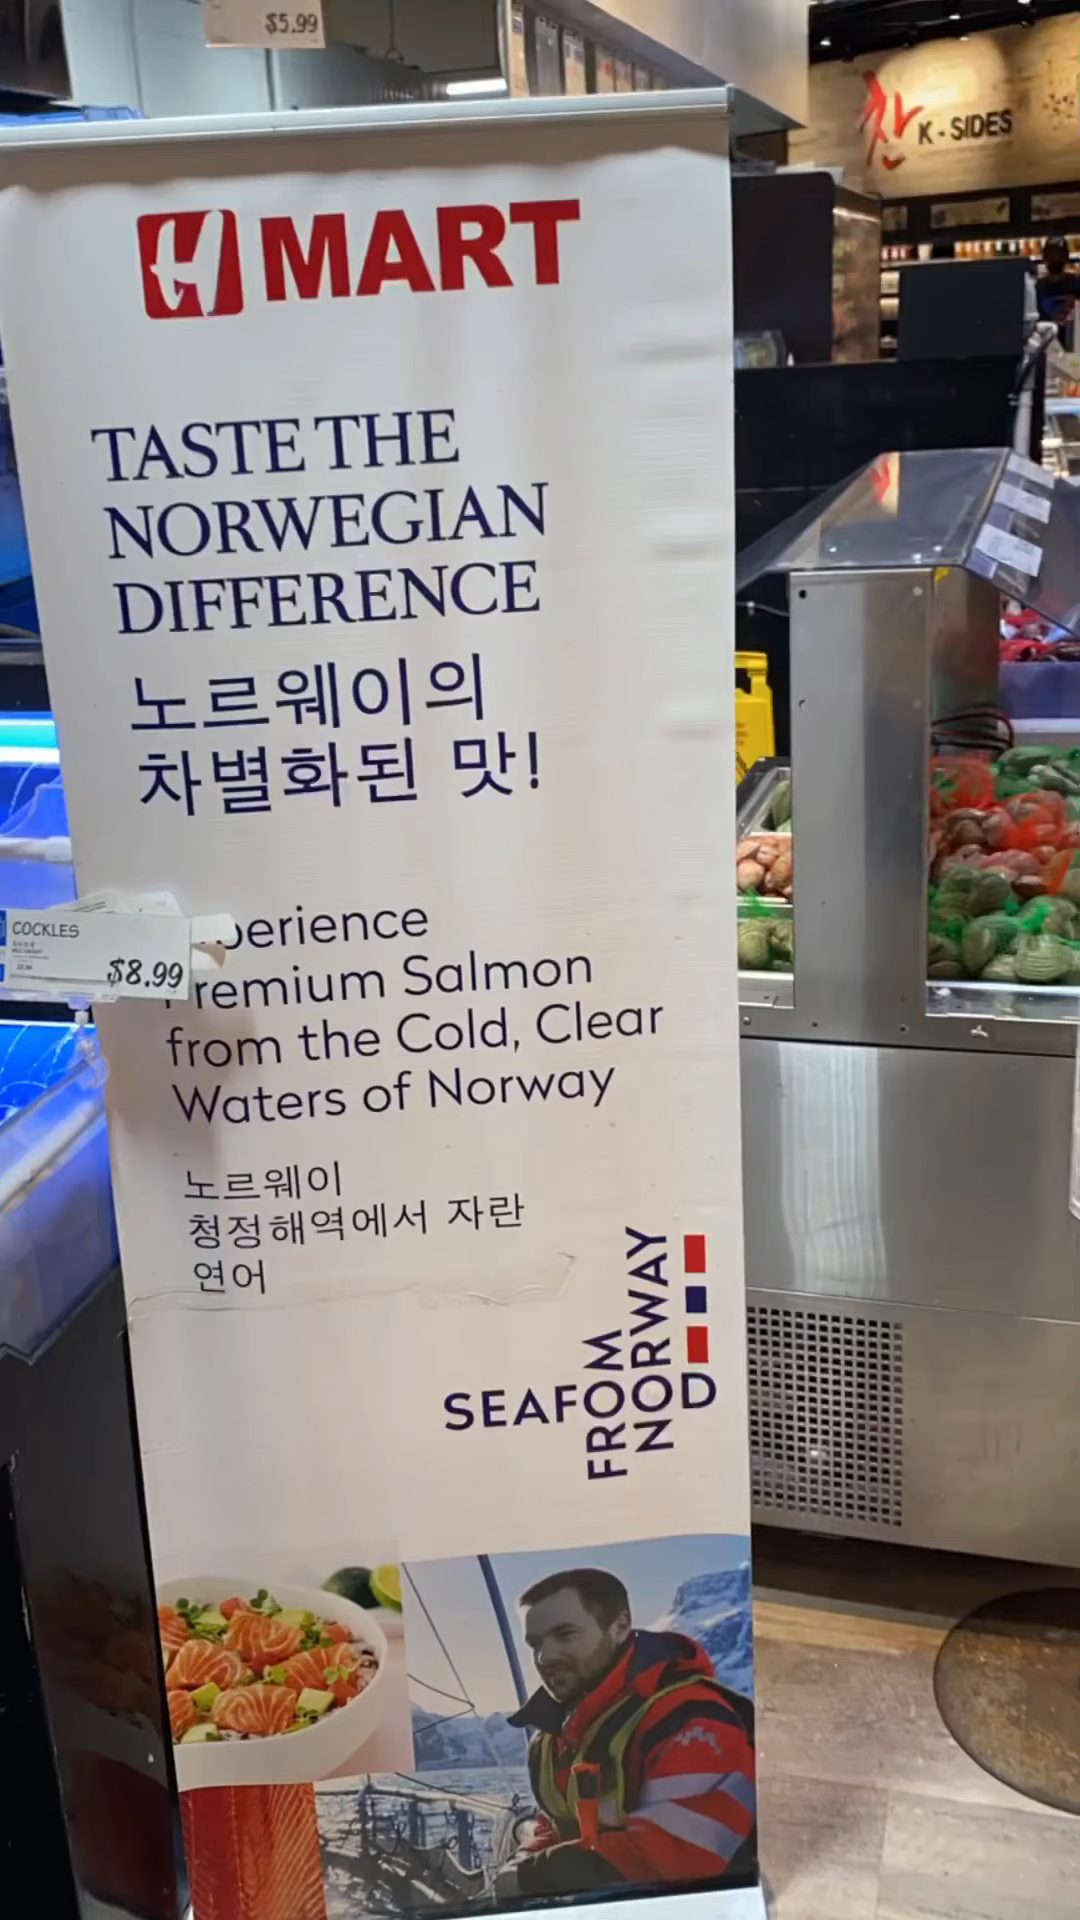 $5.99
찬 K-SIDES
H MART
TASTE THE
NORWEGIAN
DIFFERENCE
노르웨이의
차별화된 맛!
COCKLES
$8.99
perience
Premium Salmon
from the Cold, Clear
Waters of Norway
노르웨이
청정해역에서 자란
연어
SEAFOOD
FROM
NORWAY